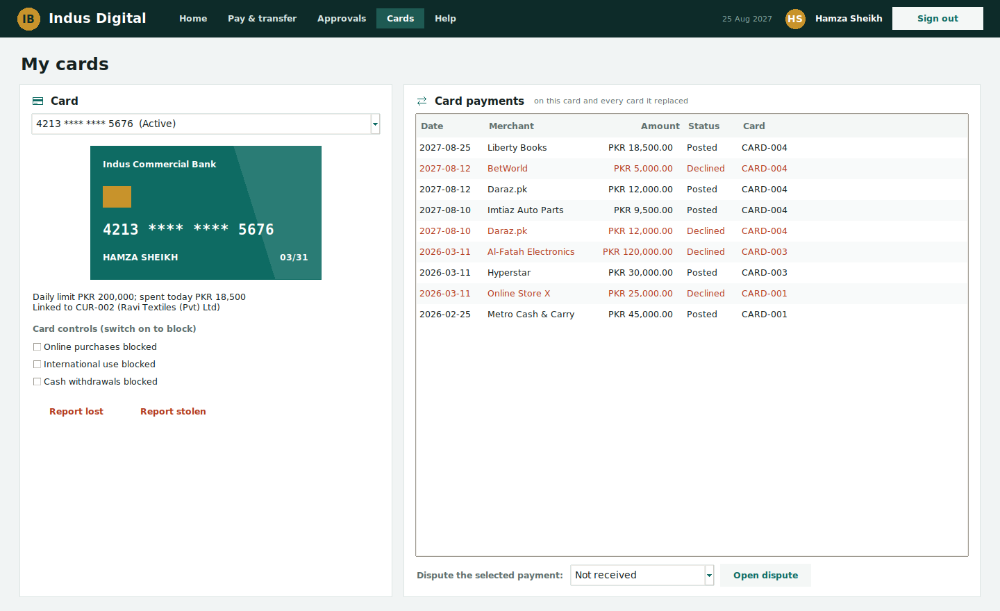 IB Indus Digital Home Pay & transfer Approvals Cards Help 25 Aug 2027 HS Hamza Sheikh Sign out
My cards
Card
4213 **** **** 5676 (Active)
Indus Commercial Bank
4213 **** **** 5676
HAMZA SHEIKH 03/31
Daily limit PKR 200,000; spent today PKR 18,500
Linked to CUR-002 (Ravi Textiles (Pvt) Ltd)
Card controls (switch on to block)
Online purchases blocked
International use blocked
Cash withdrawals blocked
Report lost Report stolen
Card payments on this card and every card it replaced
Date Merchant Amount Status Card
2027-08-25 Liberty Books PKR 18,500.00 Posted CARD-004
2027-08-12 BetWorld PKR 5,000.00 Declined CARD-004
2027-08-12 Daraz.pk PKR 12,000.00 Posted CARD-004
2027-08-10 Imtiaz Auto Parts PKR 9,500.00 Posted CARD-004
2027-08-10 Daraz.pk PKR 12,000.00 Declined CARD-004
2026-03-11 Al-Fatah Electronics PKR 120,000.00 Declined CARD-003
2026-03-11 Hyperstar PKR 30,000.00 Posted CARD-003
2026-03-11 Online Store X PKR 25,000.00 Declined CARD-001
2026-02-25 Metro Cash & Carry PKR 45,000.00 Posted CARD-001
Dispute the selected payment: Not received Open dispute